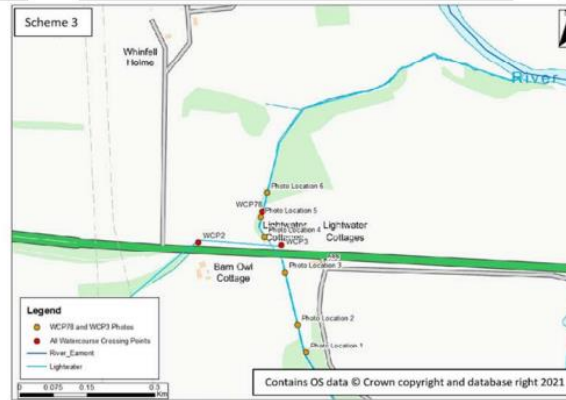 Scheme 3
Whinfell
Holme
River
Photo Location 6
WCP78
Photo Location 5
Lightwater
Cottages
Photo Location 4
Lightwater
Cottages
WCP2
WCP3
Barn Owl
Cottage
Photo Location 3
Photo Location 2
Photo Location 1
Legend
WCP78 and WCP3 Photos
All Watercourse Crossing Points
River_Eamont
Lightwater
0 0.075 0.15 0.3
Km
Contains OS data © Crown copyright and database right 2021